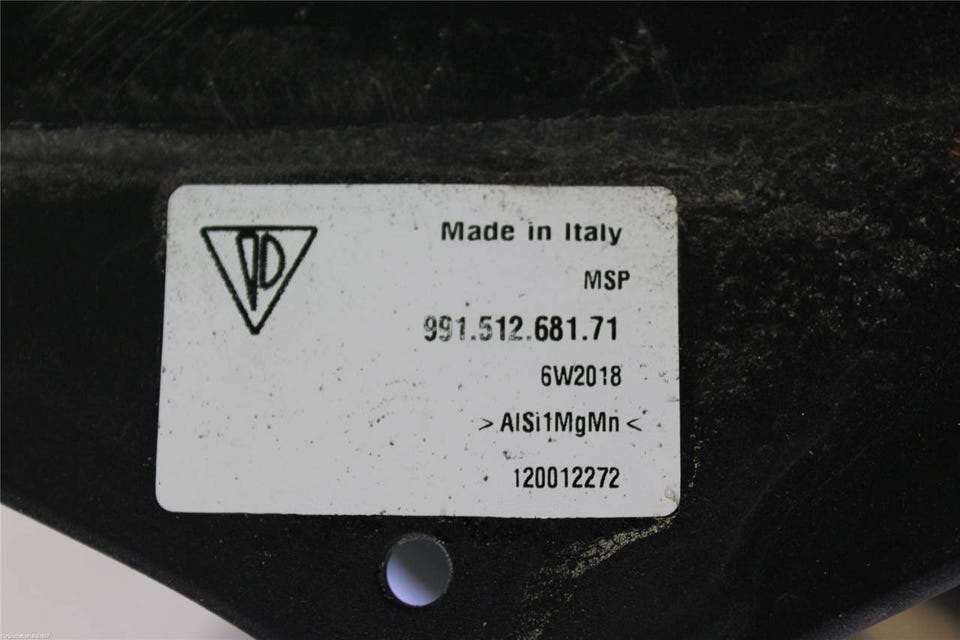 Made in Italy
MSP
991.512.681.71
6W2018
>AlSi1MgMn<
120012272